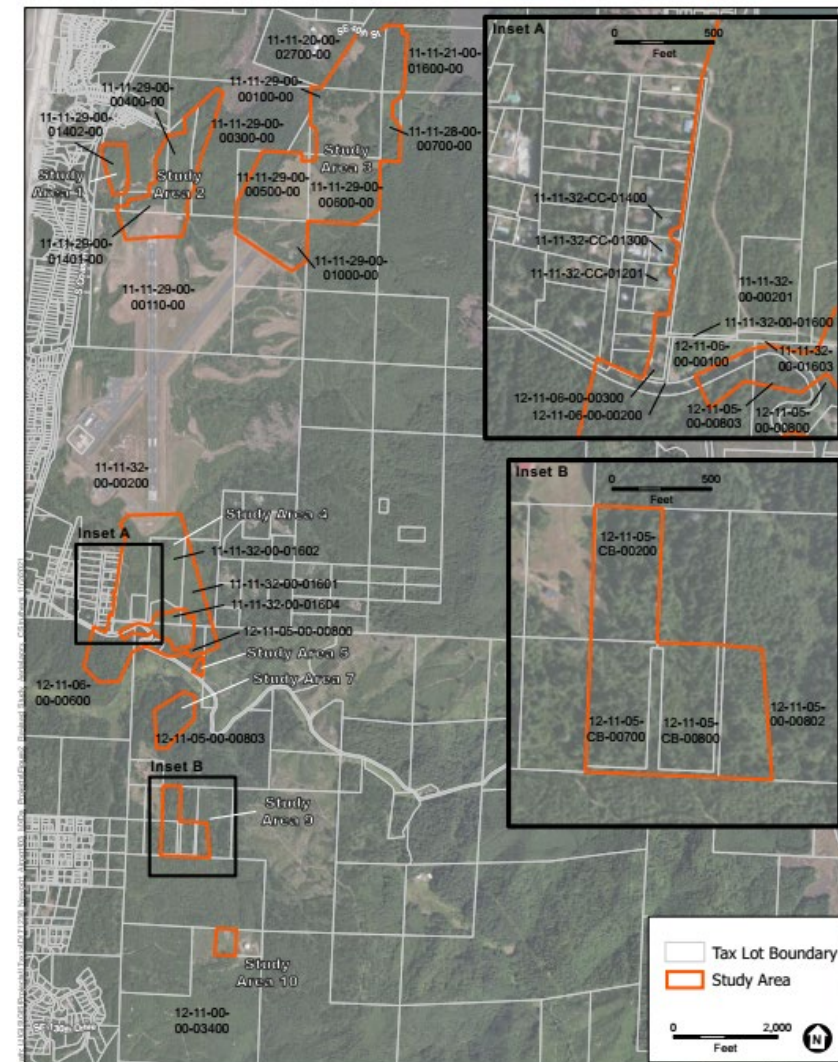 SE 40th St
11-11-20-00-
02700-00
11-11-21-00-
01600-00
11-11-29-00-
00100-00
11-11-29-00-
00400-00
11-11-29-00-
01402-00
11-11-29-00-
00300-00
11-11-28-00-
00700-00
Study
Area 1
Study
Area 2
Study
Area 3
11-11-29-00-
00500-00
11-11-29-00-
00600-00
11-11-29-00-
01401-00
11-11-29-00-
01000-00
11-11-29-00-
00110-00
11-11-32-
00-00200
Study Area 4
Inset A
11-11-32-00-01602
11-11-32-00-01601
11-11-32-00-01604
12-11-05-00-00800
Study Area 5
Study Area 7
12-11-06-
00-00600
12-11-05-00-00803
Inset B
Study
Area 9
Study
Area 10
12-11-00-
00-03400
Inset A
0 500
Feet
11-11-32-CC-01400
11-11-32-CC-01300
11-11-32-CC-01201
11-11-32-
00-00201
11-11-32-00-01600
12-11-06-
00-00100
11-11-32-
00-01603
12-11-06-00-00300
12-11-06-00-00200
12-11-05-
00-00803
12-11-05-
00-00800
Inset B
0 500
Feet
12-11-05-
CB-00200
12-11-05-
CB-00700
12-11-05-
CB-00800
12-11-05-
00-00802
Tax Lot Boundary
Study Area
0 2,000
Feet
N